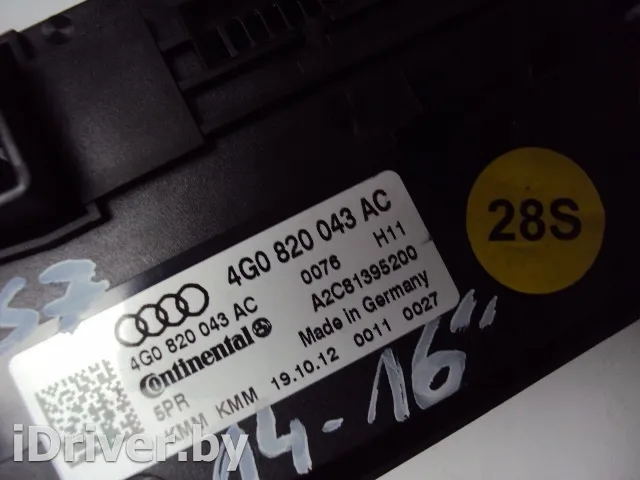 4G0 820 043 AC
0076 H11
4G0 820 043 AC
A2C81395200
Continental
Made in Germany
5PR
19.10.12 0011 0027
KMM KMM
28S
57
14-16"
iDriver.by